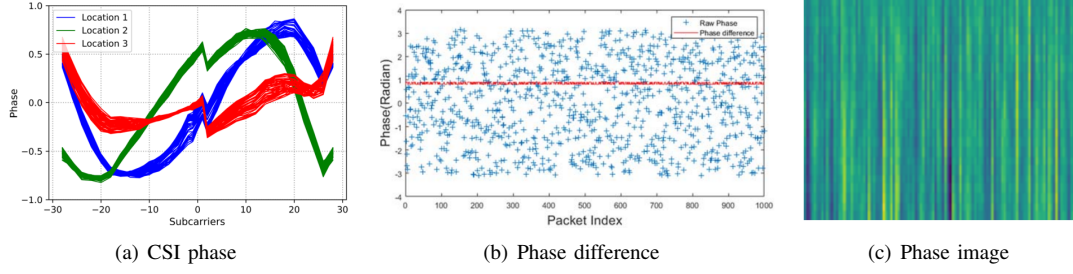 Location 1
Location 2
Location 3
1.0
0.5
0.0
−0.5
−1.0
Phase
−30 −20 −10 0 10 20 30
Subcarriers
(a) CSI phase
Raw Phase
Phase difference
4
3
2
1
0
-1
-2
-3
-4
Phase(Radian)
0 100 200 300 400 500 600 700 800 900 1000
Packet Index
(b) Phase difference
(c) Phase image